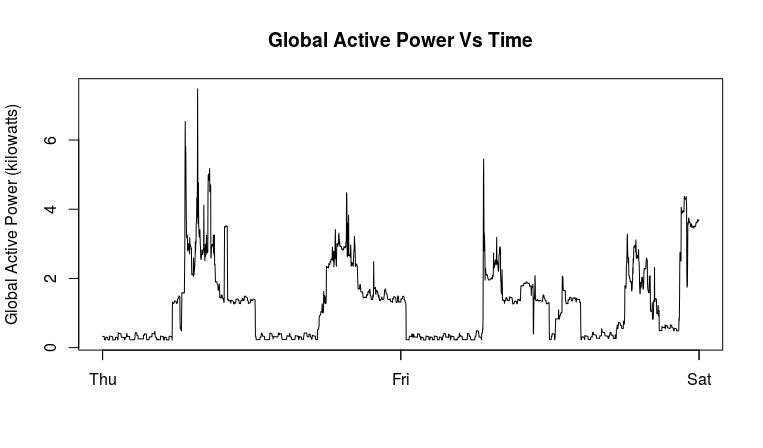 Global Active Power Vs Time
Global Active Power (kilowatts)
6
4
2
0
Thu Fri Sat